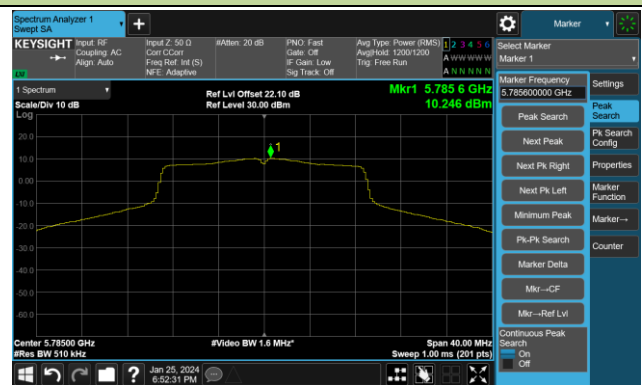 Spectrum Analyzer 1
Swept SA
+
Marker
KEYSIGHT
Input: RF
Coupling: AC
Align: Auto
Input Z: 50 Ω
Corr CCorr
Freq Ref: Int (S)
NFE: Adaptive
#Atten: 20 dB
PNO: Fast
Gate: Off
IF Gain: Low
Sig Track: Off
Avg Type: Power (RMS)
Avg|Hold: 1200/1200
Trig: Free Run
1 2 3 4 5 6
A W W W W W
A N N N N N
LXI
Select Marker
Marker 1
1 Spectrum
Scale/Div 10 dB
Log
Ref Lvl Offset 22.10 dB
Ref Level 30.00 dBm
Mkr1 5.785 6 GHz
10.246 dBm
20.0
10.0
0.00
-10.0
-20.0
-30.0
-40.0
-50.0
-60.0
1
Center 5.78500 GHz
#Res BW 510 kHz
#Video BW 1.6 MHz*
Span 40.00 MHz
Sweep 1.00 ms (201 pts)
Marker Frequency
5.785600000 GHz
Peak Search
Next Peak
Next Pk Right
Next Pk Left
Minimum Peak
Pk-Pk Search
Marker Delta
Mkr→CF
Mkr→Ref Lvl
Continuous Peak
Search
On
Off
Settings
Peak
Search
Pk Search
Config
Properties
Marker
Function
Marker→
Counter
?
Jan 25, 2024
6:52:31 PM